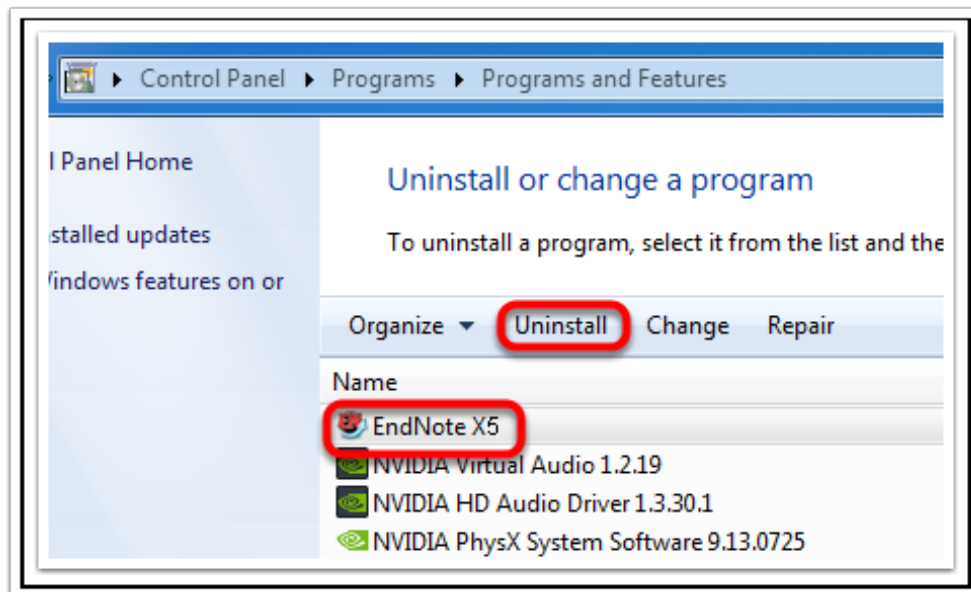 Control Panel Programs Programs and Features
l Panel Home
stalled updates
indows features on or
Uninstall or change a program
To uninstall a program, select it from the list and the
Organize Uninstall Change Repair
Name
EndNote X5
NVIDIA Virtual Audio 1.2.19
NVIDIA HD Audio Driver 1.3.30.1
NVIDIA PhysX System Software 9.13.0725